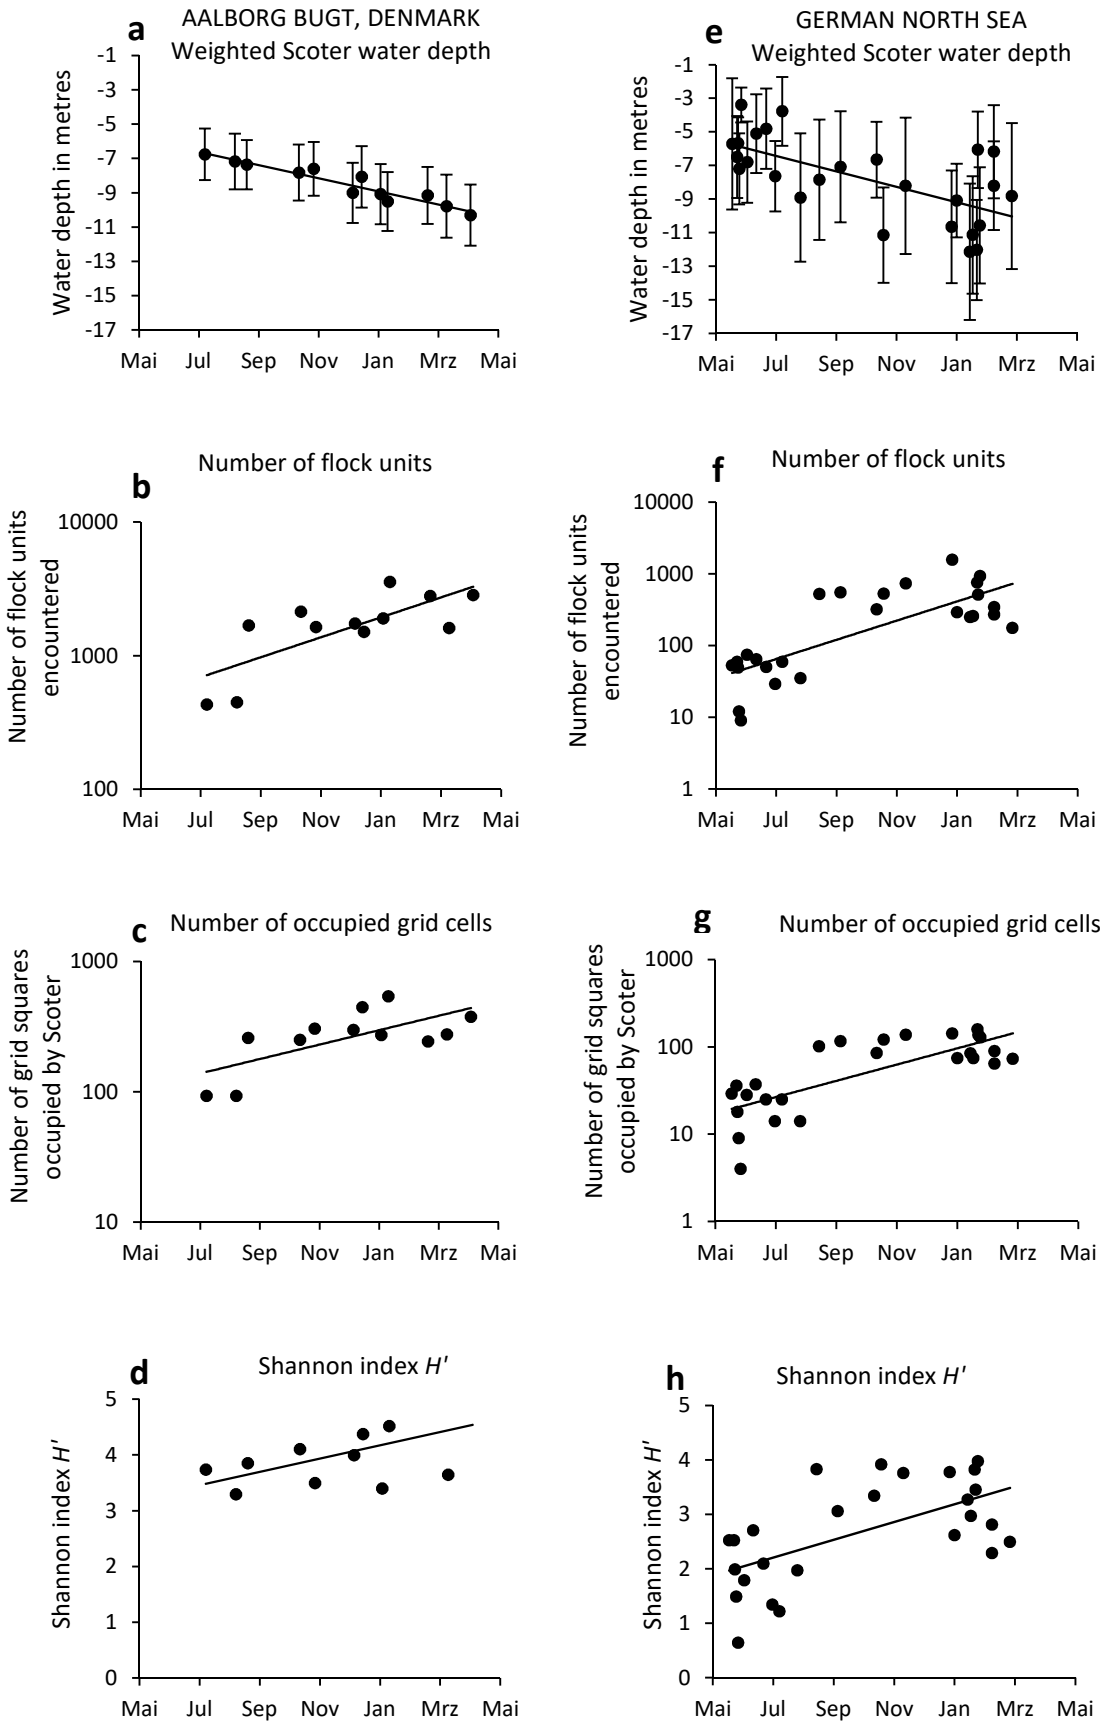 a
AALBORG BUGT, DENMARK
Weighted Scoter water depth
Water depth in metres
-1
-3
-5
-7
-9
-11
-13
-15
-17
Mai Jul Sep Nov Jan Mrz Mai
e
GERMAN NORTH SEA
Weighted Scoter water depth
Water depth in metres
-1
-3
-5
-7
-9
-11
-13
-15
-17
Mai Jul Sep Nov Jan Mrz Mai
b
Number of flock units
Number of flock units
encountered
10000
1000
100
Mai Jul Sep Nov Jan Mrz Mai
f
Number of flock units
Number of flock units
encountered
10000
1000
100
10
1
Mai Jul Sep Nov Jan Mrz Mai
c
Number of occupied grid cells
Number of grid squares
occupied by Scoter
1000
100
10
Mai Jul Sep Nov Jan Mrz Mai
g
Number of occupied grid cells
Number of grid squares
occupied by Scoter
1000
100
10
1
Mai Jul Sep Nov Jan Mrz Mai
d
Shannon index H'
Shannon index H'
5
4
3
2
1
0
Mai Jul Sep Nov Jan Mrz Mai
h
Shannon index H'
Shannon index H'
5
4
3
2
1
0
Mai Jul Sep Nov Jan Mrz Mai